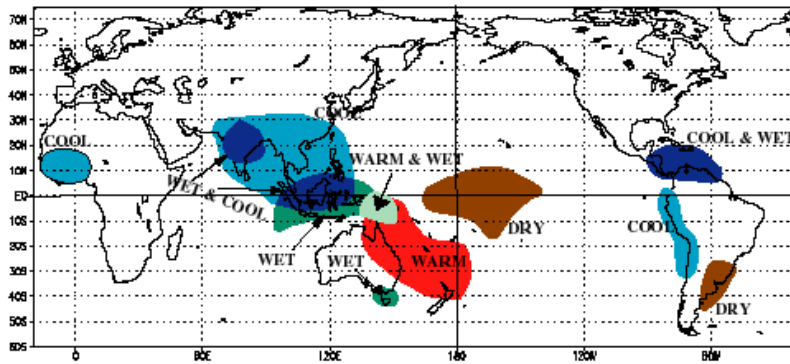 70N
60N
50N
40N
30N
COOL
20N
COOL
COOL & WET
WARM & WET
10N
WET & COOL
EQ
10S
DRY
COOL
20S
WET
WET
WARM
30S
40S
DRY
50S
60S
0
60E
120E
180
120W
60W